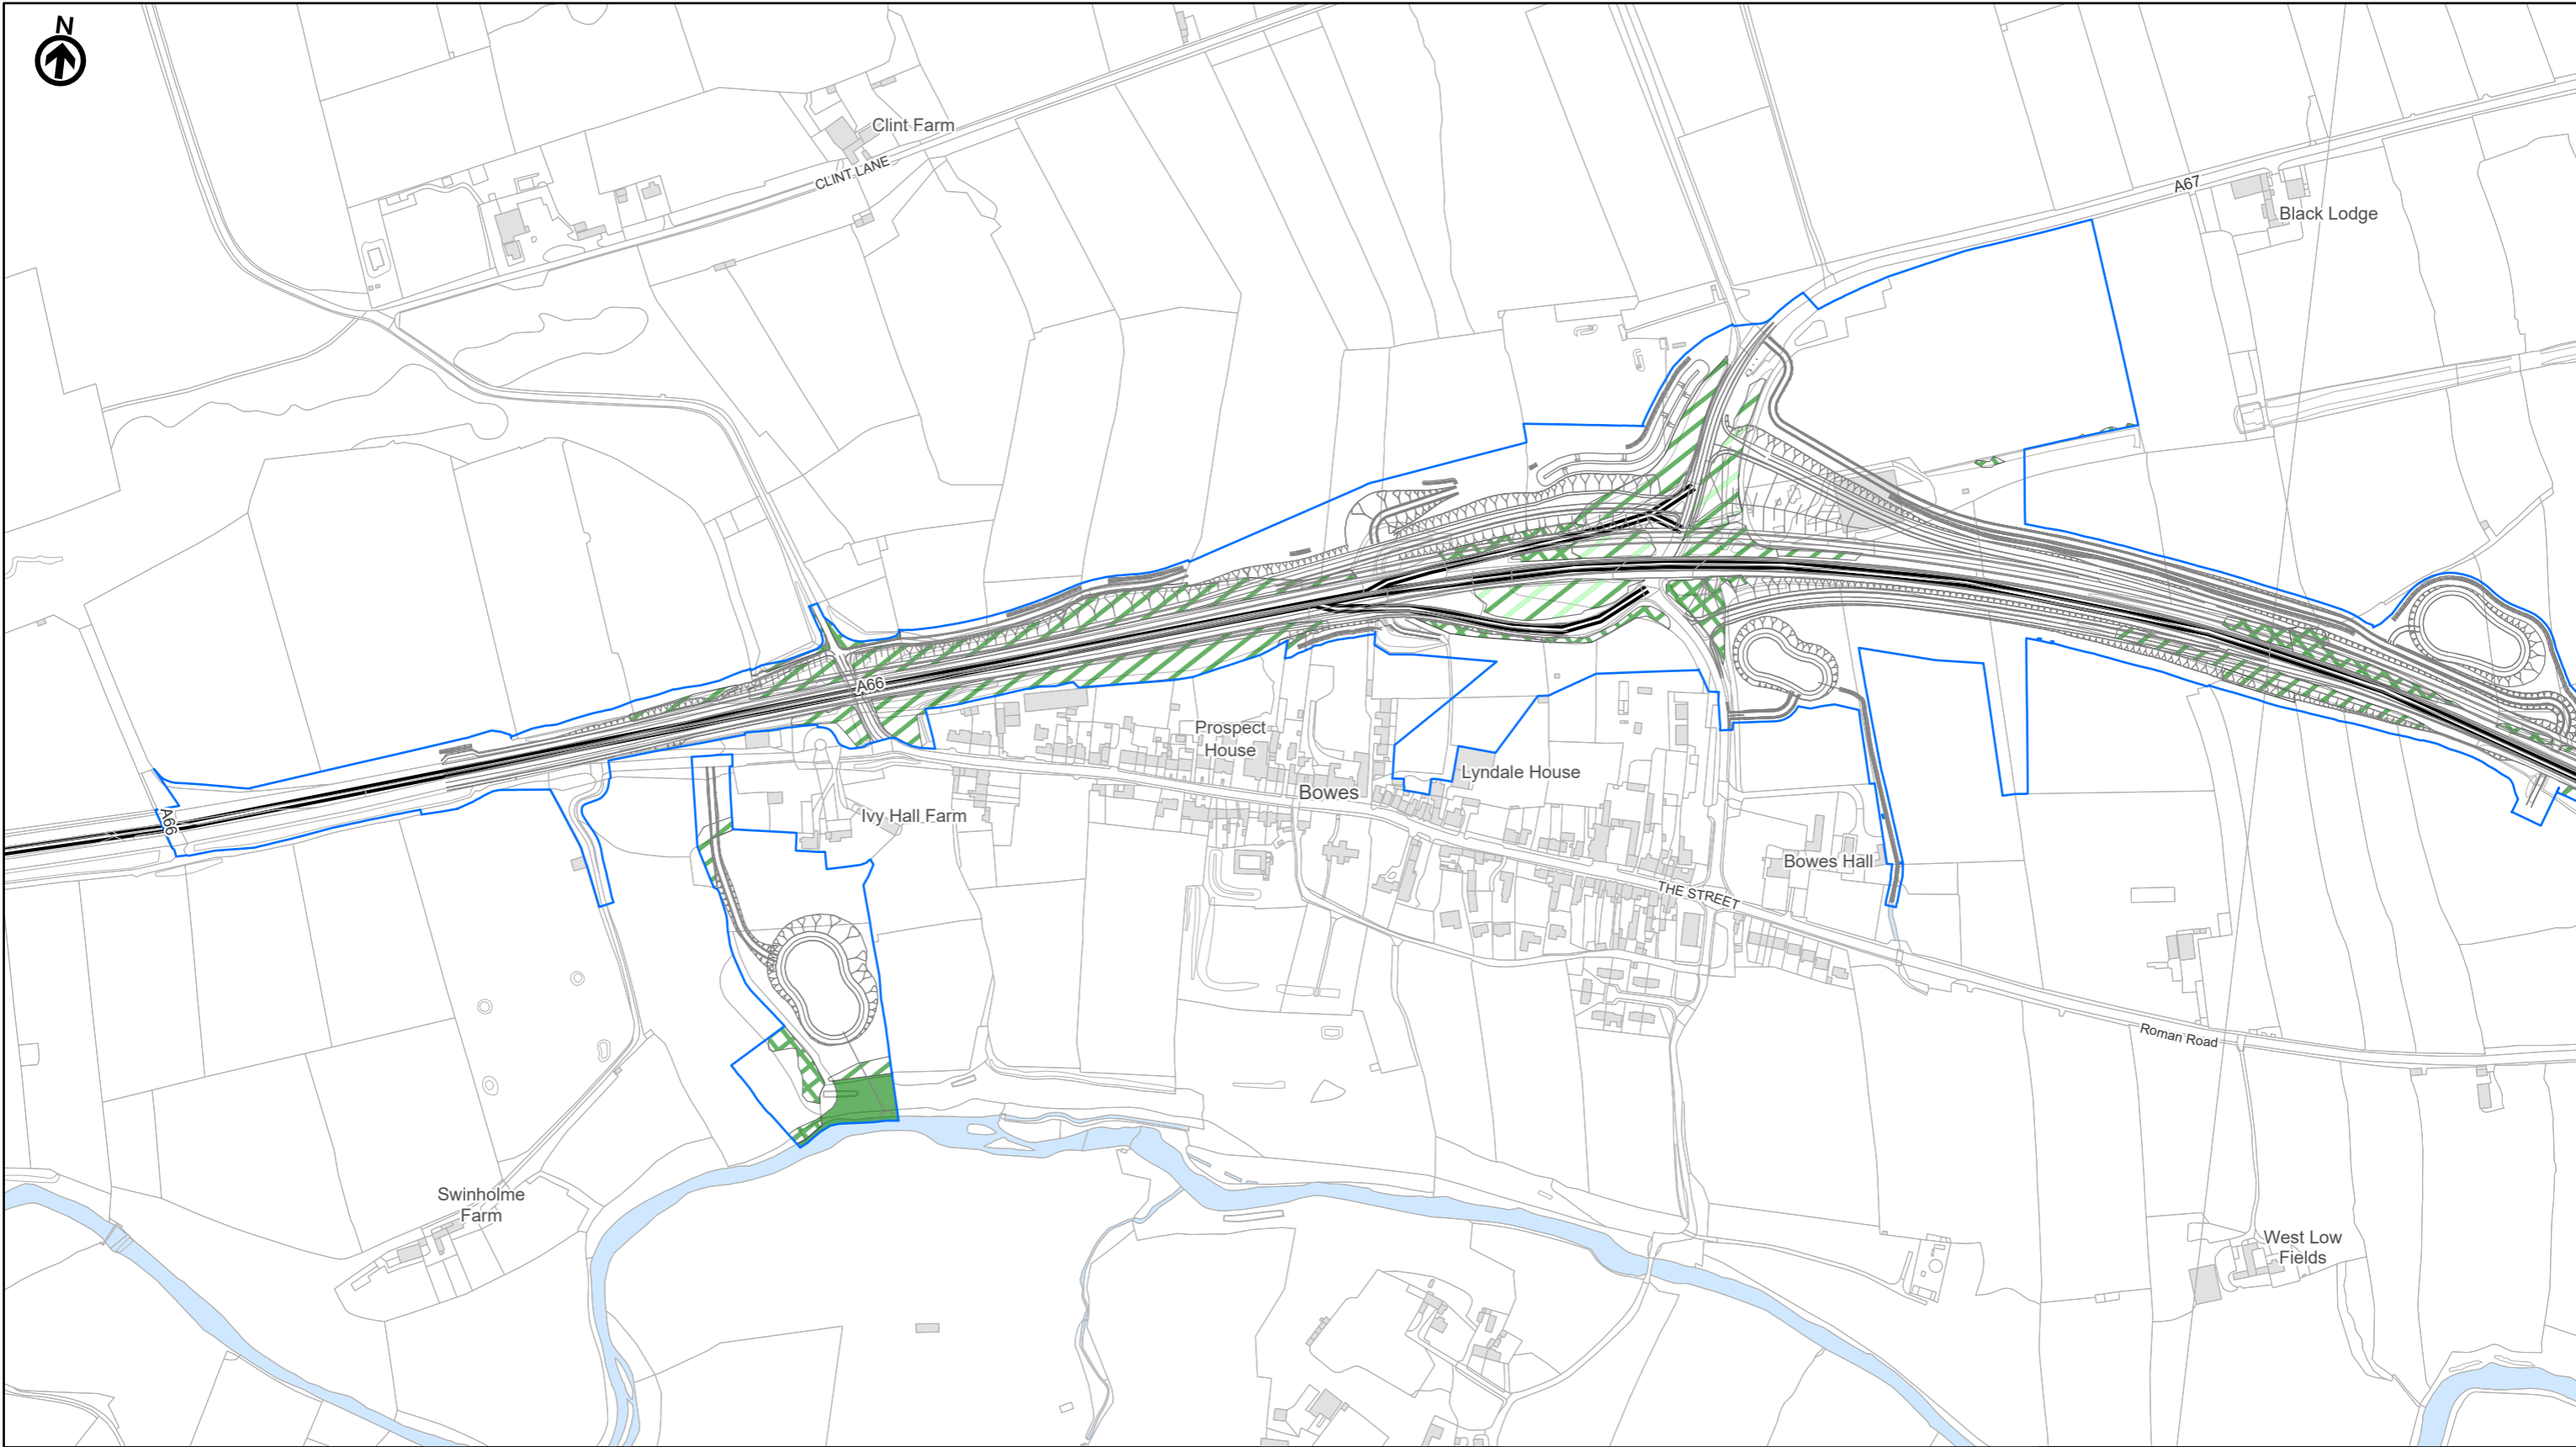 N
Clint Farm
CLINT LANE
A67
Black Lodge
A66
Prospect
House
A66
Lyndale House
Bowes
Ivy Hall Farm
Bowes Hall
THE STREET
Roman Road
Swinholme
Farm
West Low
Fields